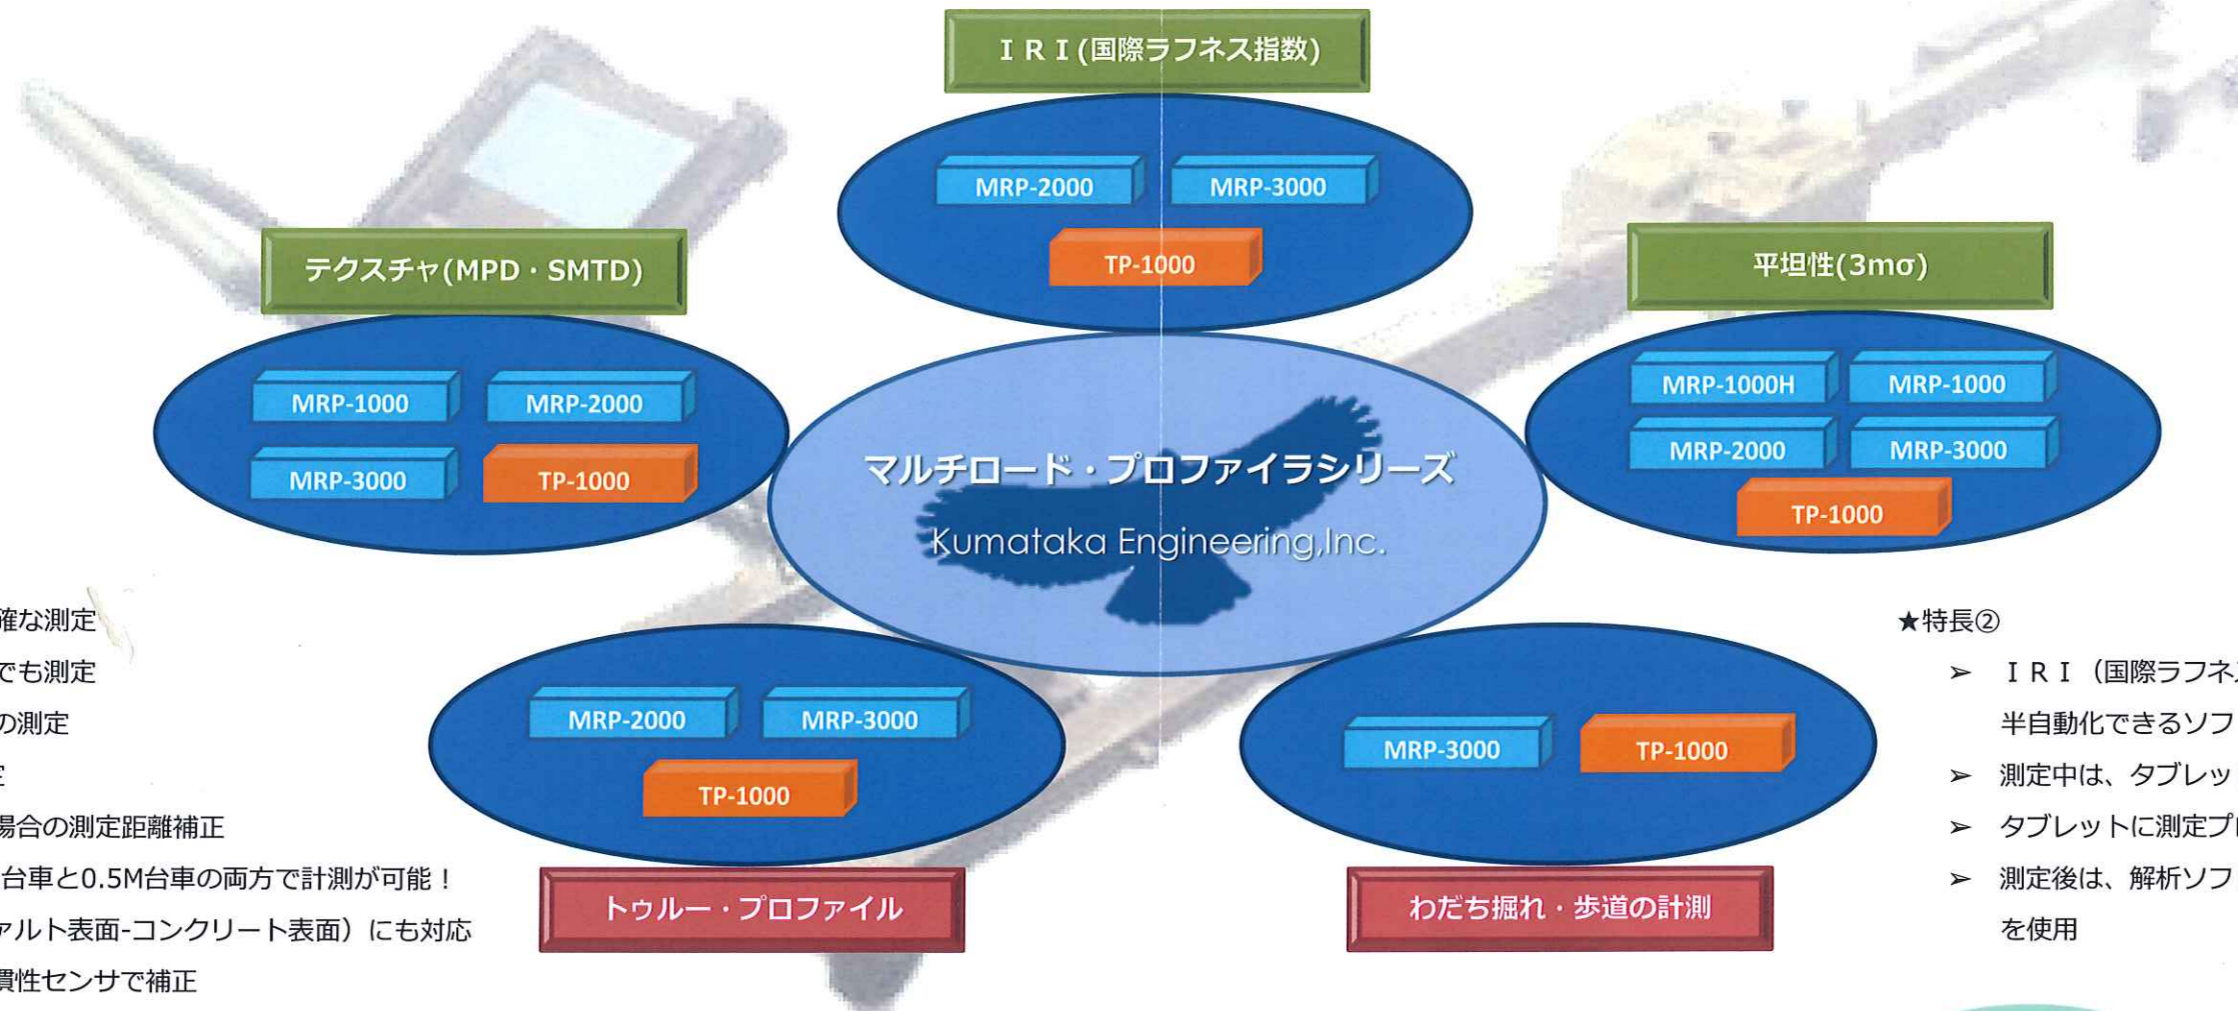 ＩＲＩ(国際ラフネス指数)
MRP-2000 MRP-3000
TP-1000
テクスチャ(MPD・SMTD)
MRP-1000 MRP-2000
MRP-3000 TP-1000
平坦性(3mσ)
MRP-1000H MRP-1000
MRP-2000 MRP-3000
TP-1000
マルチロード・プロファイラシリーズ
Kumataka Engineering,Inc.
MRP-2000 MRP-3000
TP-1000
トゥルー・プロファイル
MRP-3000 TP-1000
わだち掘れ・歩道の計測
確な測定
でも測定
の測定
場合の測定距離補正
台車と0.5M台車の両方で計測が可能！
ァルト表面-コンクリート表面）にも対応
慣性センサで補正
★特長②
➢ ＩＲＩ（国際ラフネ
半自動化できるソフ
➢ 測定中は、タブレッ
➢ タブレットに測定プ
➢ 測定後は、解析ソフ
を使用